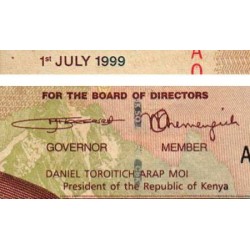 1st JULY 1999
A
0
FOR THE BOARD OF DIRECTORS
GOVERNOR MEMBER
A
DANIEL TOROITICH ARAP MOI
President of the Republic of Kenya